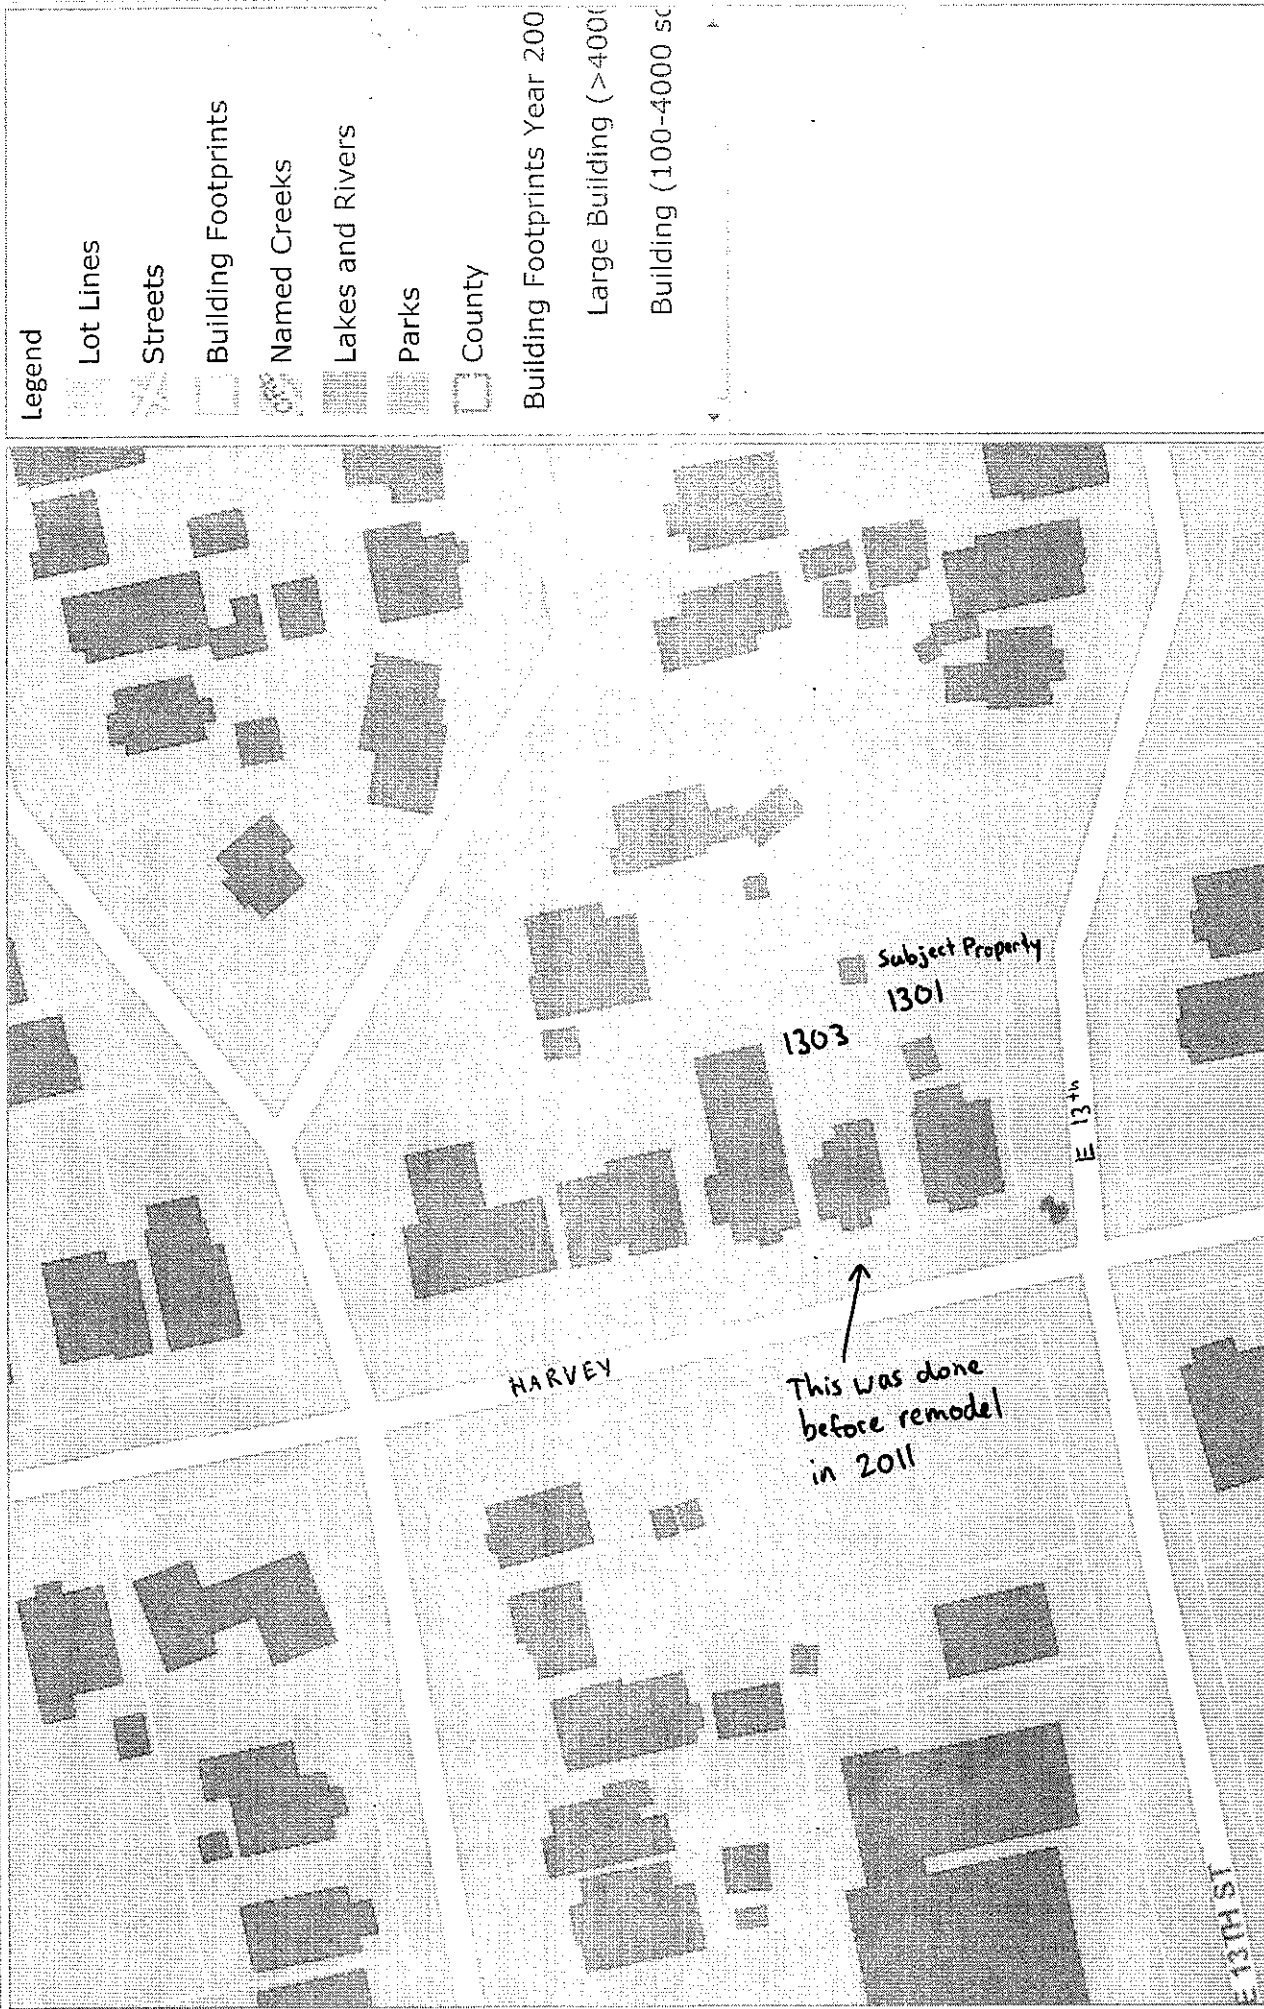 Legend
Lot Lines
Streets
Building Footprints
Named Creeks
Lakes and Rivers
Parks
County
Building Footprints Year 200
Large Building (>400
Building (100-4000 sq
Subject Property
1301
1303
E 13th
HARVEY
This was done
before remodel
in 2011
E 13TH ST